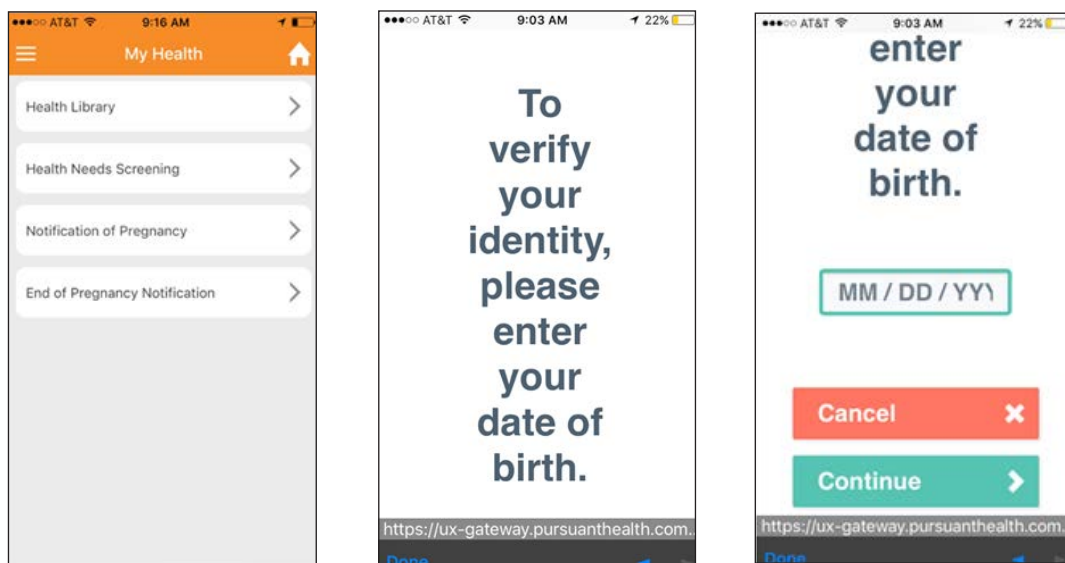 AT&T 9:16 AM
My Health
Health Library
Health Needs Screening
Notification of Pregnancy
End of Pregnancy Notification
AT&T 9:03 AM 22%
To
verify
your
identity,
please
enter
your
date of
birth.
https://ux-gateway.pursuanthealth.com..
Done
AT&T 9:03 AM 22%
enter
your
date of
birth.
MM / DD / YYY
Cancel
Continue
https://ux-gateway.pursuanthealth.com.
Done